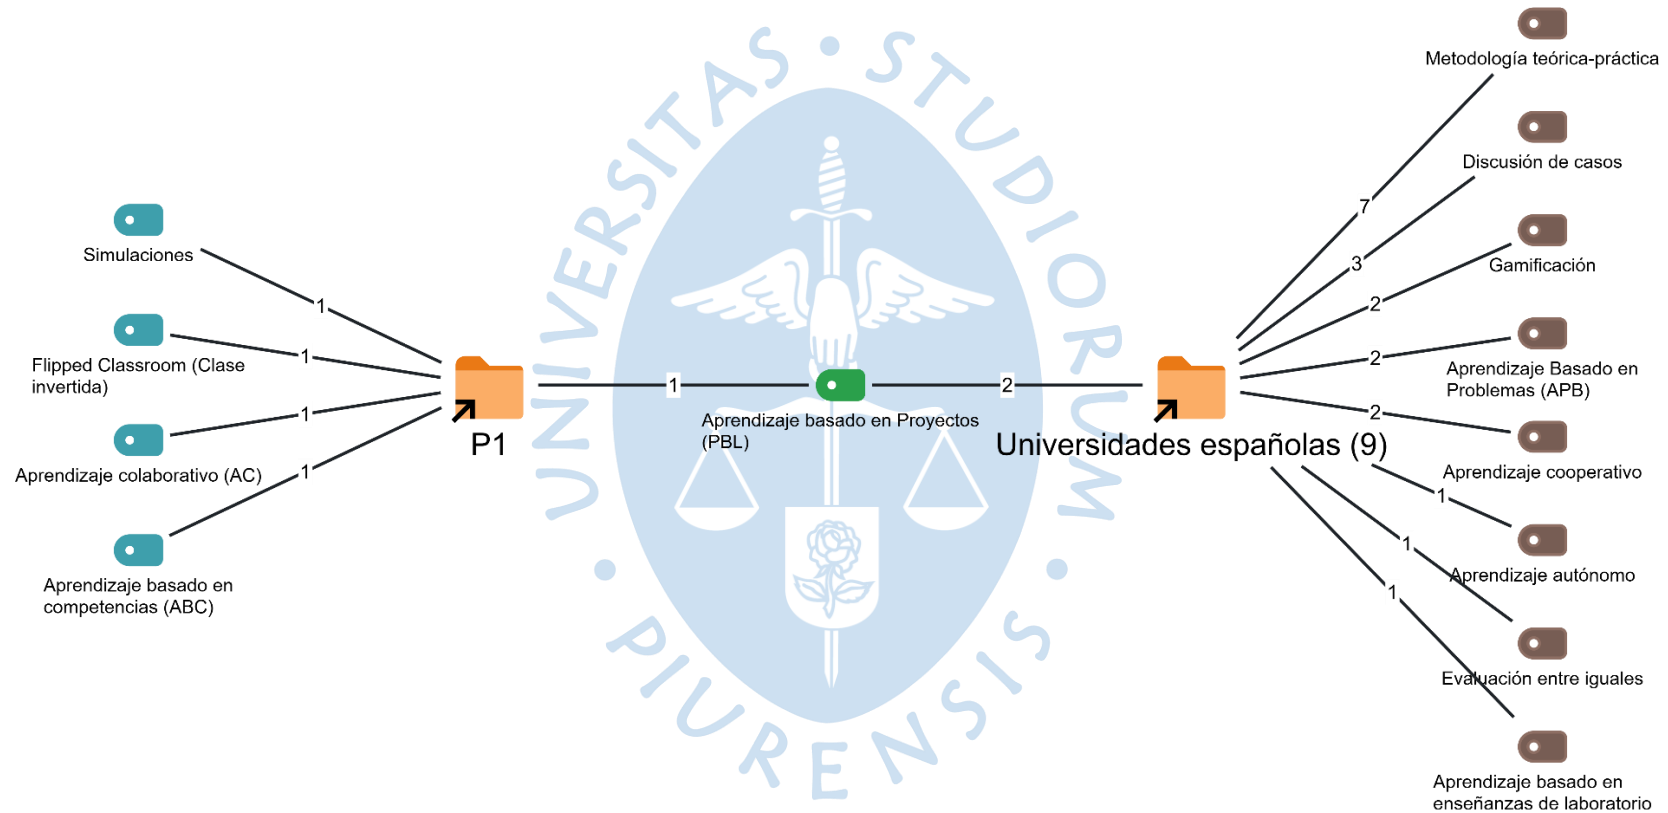 UNIVERSITAS • STUDIORUM • PIURENSIS •
Simulaciones
1
Flipped Classroom (Clase
invertida)
1
Aprendizaje colaborativo (AC)
1
Aprendizaje basado en
competencias (ABC)
1
P1
1
Aprendizaje basado en Proyectos
(PBL)
2
Universidades españolas (9)
Metodología teórica-práctica
7
Discusión de casos
3
Gamificación
2
Aprendizaje Basado en
Problemas (APB)
2
Aprendizaje cooperativo
2
Aprendizaje autónomo
1
Evaluación entre iguales
1
Aprendizaje basado en
enseñanzas de laboratorio
1